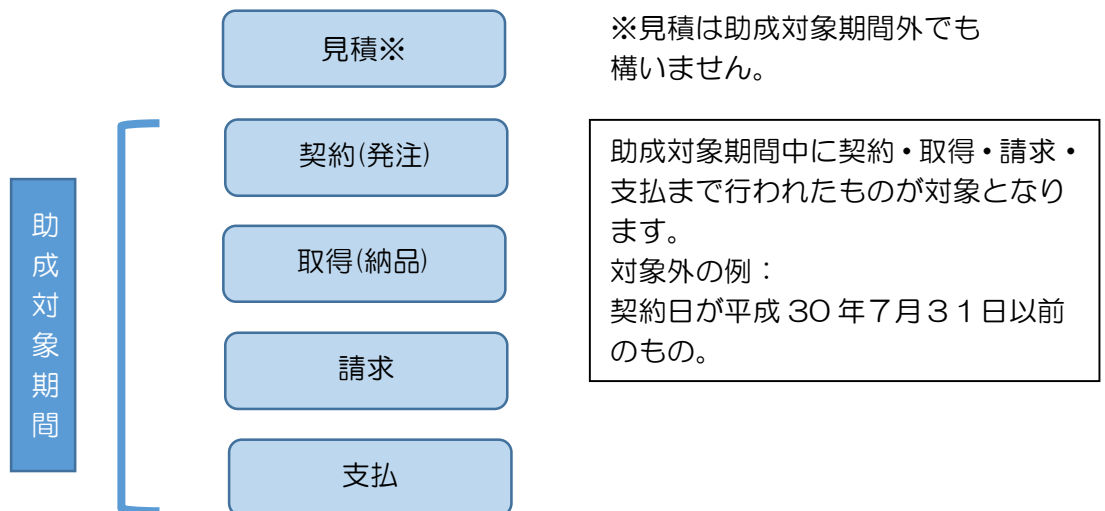 見積※
※見積は助成対象期間外でも
構いません。
助成対象期間
契約(発注)
取得(納品)
請求
支払
助成対象期間中に契約・取得・請求・
支払まで行われたものが対象となり
ます。
対象外の例：
契約日が平成30年７月３１日以前
のもの。